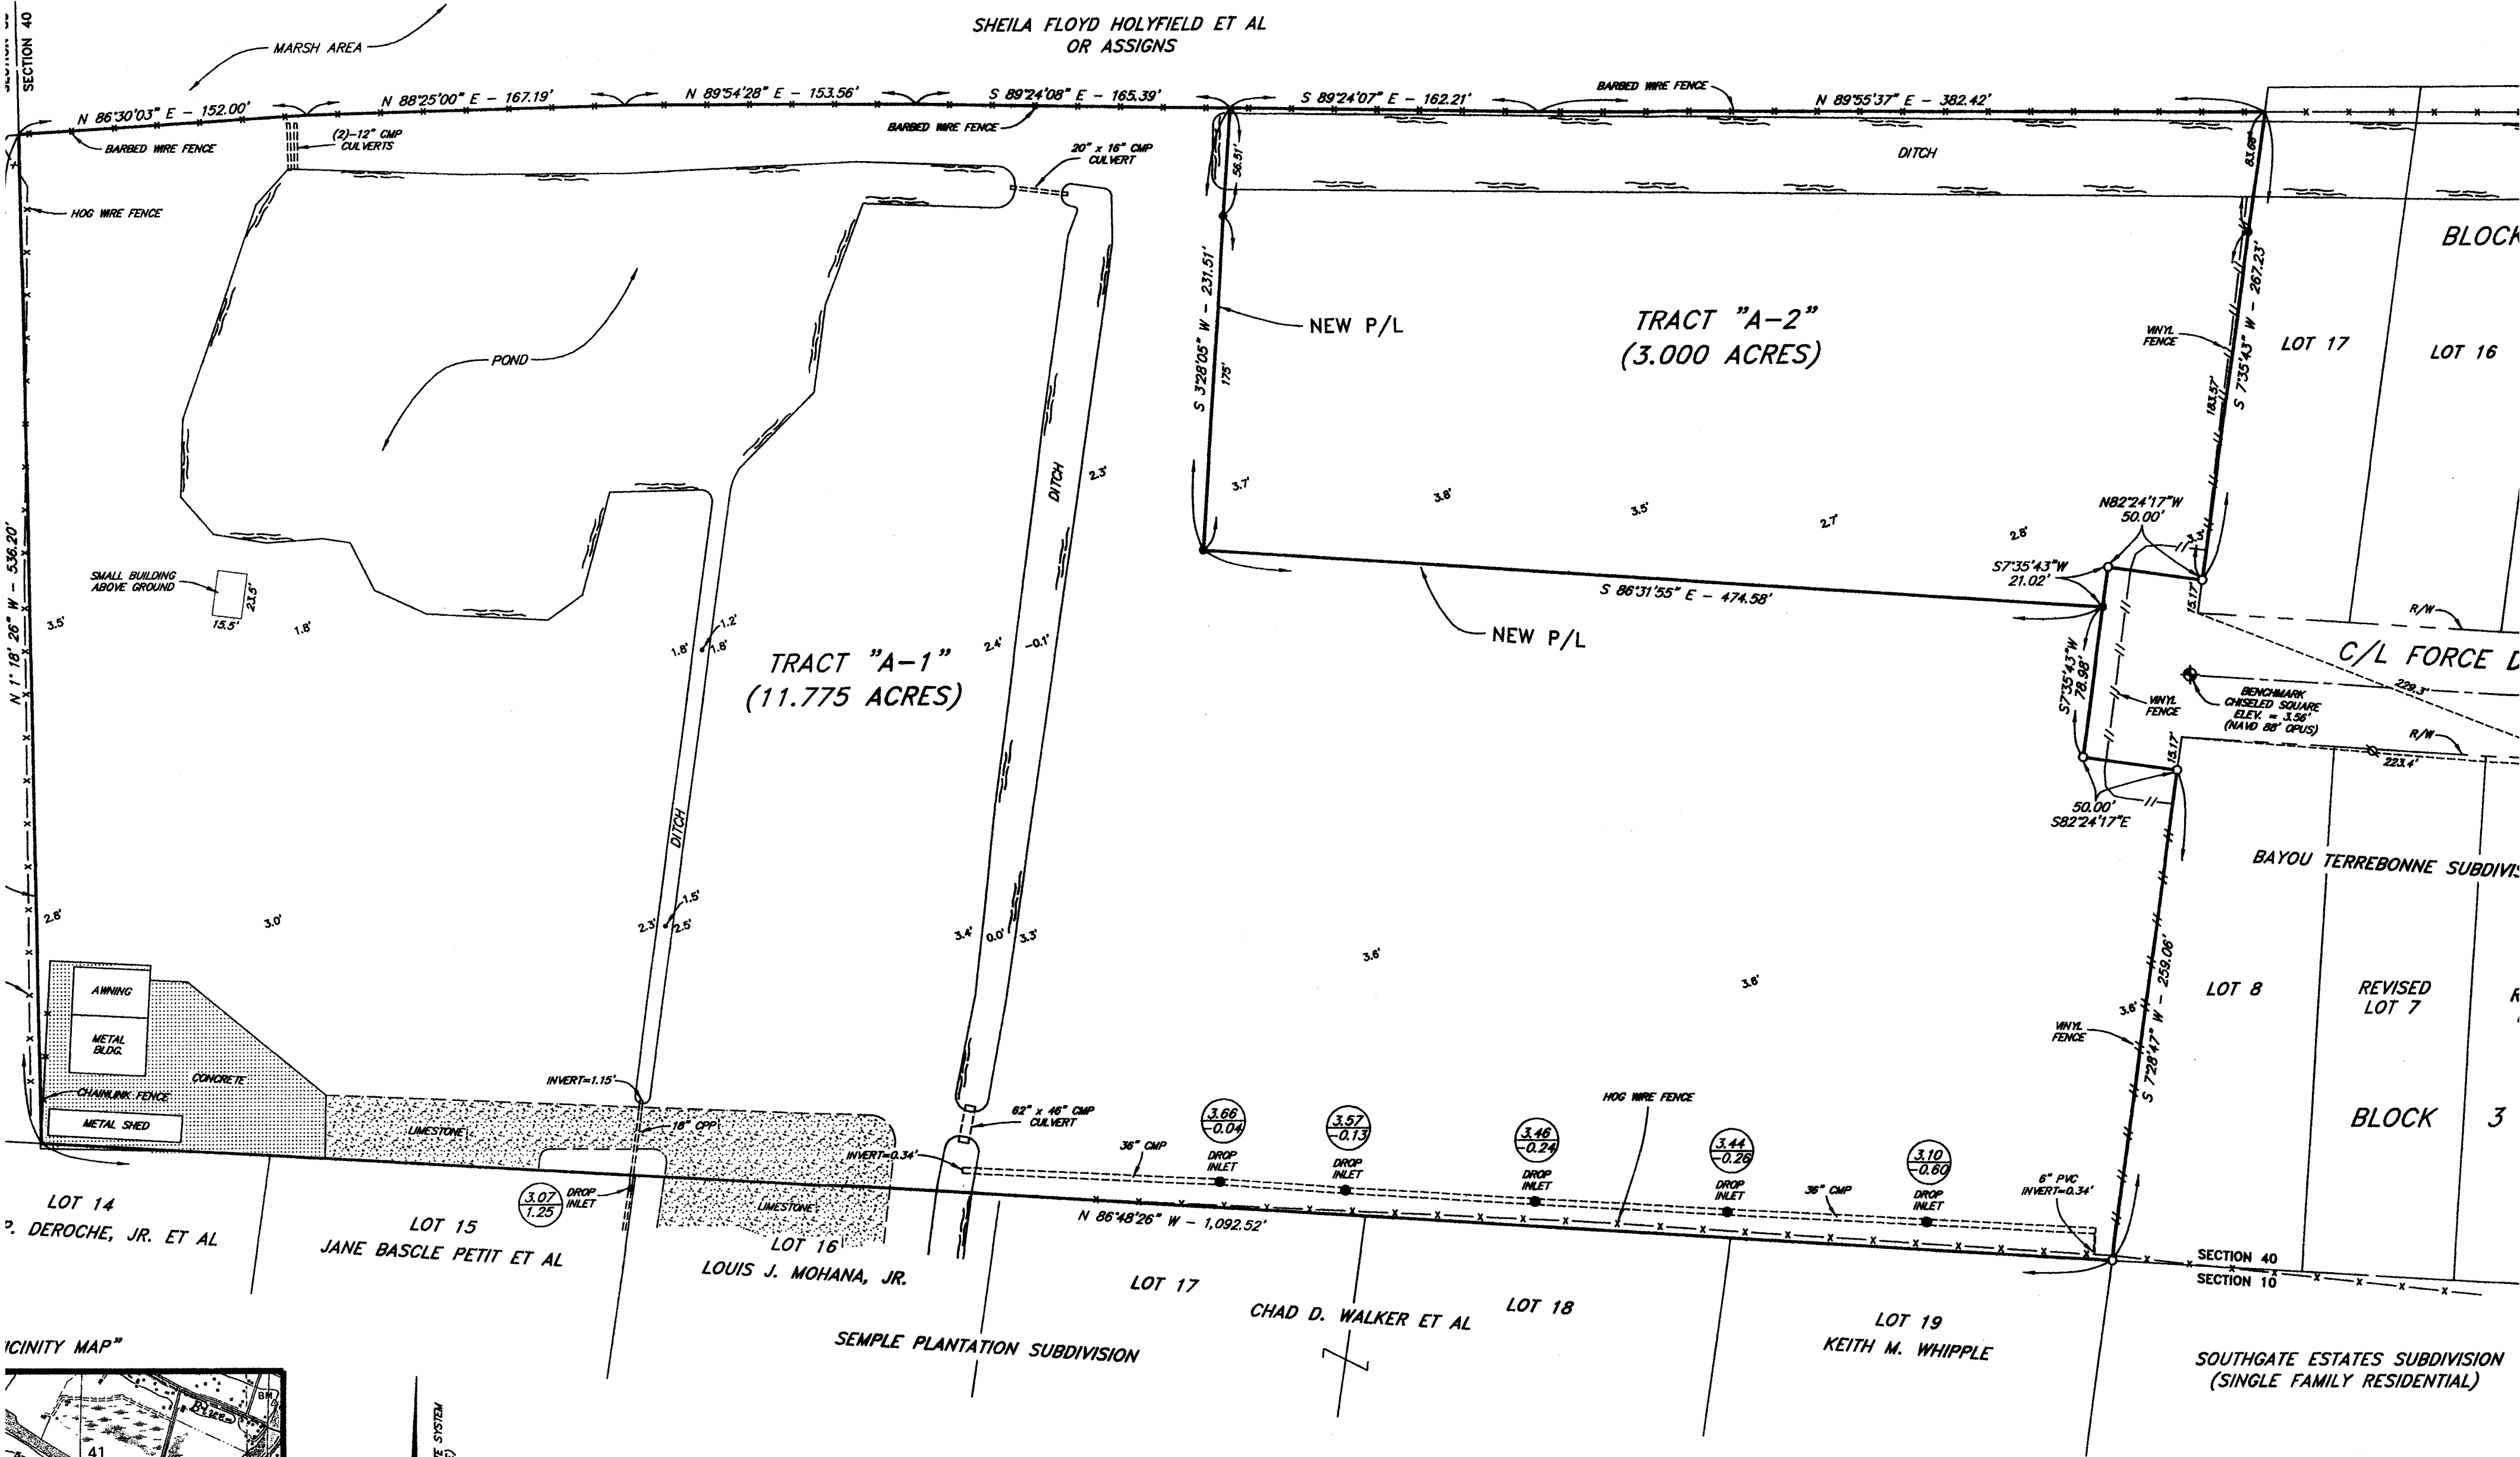 SECTION 40
MARSH AREA
SHEILA FLOYD HOLYFIELD ET AL
OR ASSIGNS
N 86°30'03" E - 152.00'
N 88°25'00" E - 167.19'
N 89°54'28" E - 153.56'
S 89°24'08" E - 165.39'
S 89°24'07" E - 162.21'
BARBED WIRE FENCE
N 89°55'37" E - 382.42'
BARBED WIRE FENCE
(2)-12" CMP
CULVERTS
BARBED WIRE FENCE
20" x 16" CMP
CULVERT
56.51'
DITCH
83.66'
HOG WIRE FENCE
BLOCK
S 3°28'05" W - 231.51'
175'
NEW P/L
TRACT "A-2"
(3.000 ACRES)
VINYL
FENCE
183.57'
S 7°35'43" W - 267.23'
LOT 17
LOT 16
POND
DITCH
2.3'
3.7'
3.8'
3.5'
2.7'
2.8'
N82°24'17"W
50.00'
3.3'
S7°35'43"W
21.02'
15.17'
N 1° 18' 26" W - 536.20'
SMALL BUILDING
ABOVE GROUND
23.5'
15.5'
3.5'
1.8'
1.2'
1.8'
1.8'
TRACT "A-1"
(11.775 ACRES)
2.4'
-0.1'
S 86°31'55" E - 474.58'
NEW P/L
R/W
C/L FORCE D
229.3'
S7°35'43"W
78.98'
VINYL
FENCE
BENCHMARK
CHISELED SQUARE
ELEV. = 3.56'
(NAVD 88' OPUS)
R/W
15.17'
223.4'
50.00'
S82°24'17"E
DITCH
BAYOU TERREBONNE SUBDIVIS
2.8'
3.0'
1.5'
2.3'
2.5'
3.4'
0.0'
3.3'
3.6'
3.6'
3.6'
S 7°28'47" W - 259.06'
VINYL
FENCE
LOT 8
REVISED
LOT 7
AWNING
METAL
BLDG.
CONCRETE
CHAINLINK FENCE
METAL SHED
INVERT=1.15'
LIMESTONE
18" CPP
62" x 46" CMP
CULVERT
INVERT=0.34'
36" CMP
3.66
-0.04
DROP
INLET
3.57
-0.13
DROP
INLET
3.46
-0.24
DROP
INLET
HOG WIRE FENCE
3.44
-0.26
DROP
INLET
36" CMP
3.10
-0.60
DROP
INLET
6" PVC
INVERT=0.34'
BLOCK 3
3.07
1.25
DROP
INLET
LIMESTONE
N 86°48'26" W - 1,092.52'
SECTION 40
SECTION 10
LOT 14
P. DEROCHE, JR. ET AL
LOT 15
JANE BASCLE PETIT ET AL
LOT 16
LOUIS J. MOHANA, JR.
LOT 17
CHAD D. WALKER ET AL
LOT 18
LOT 19
KEITH M. WHIPPLE
SEMPLE PLANTATION SUBDIVISION
SOUTHGATE ESTATES SUBDIVISION
(SINGLE FAMILY RESIDENTIAL)
ICINITY MAP"
BM
41